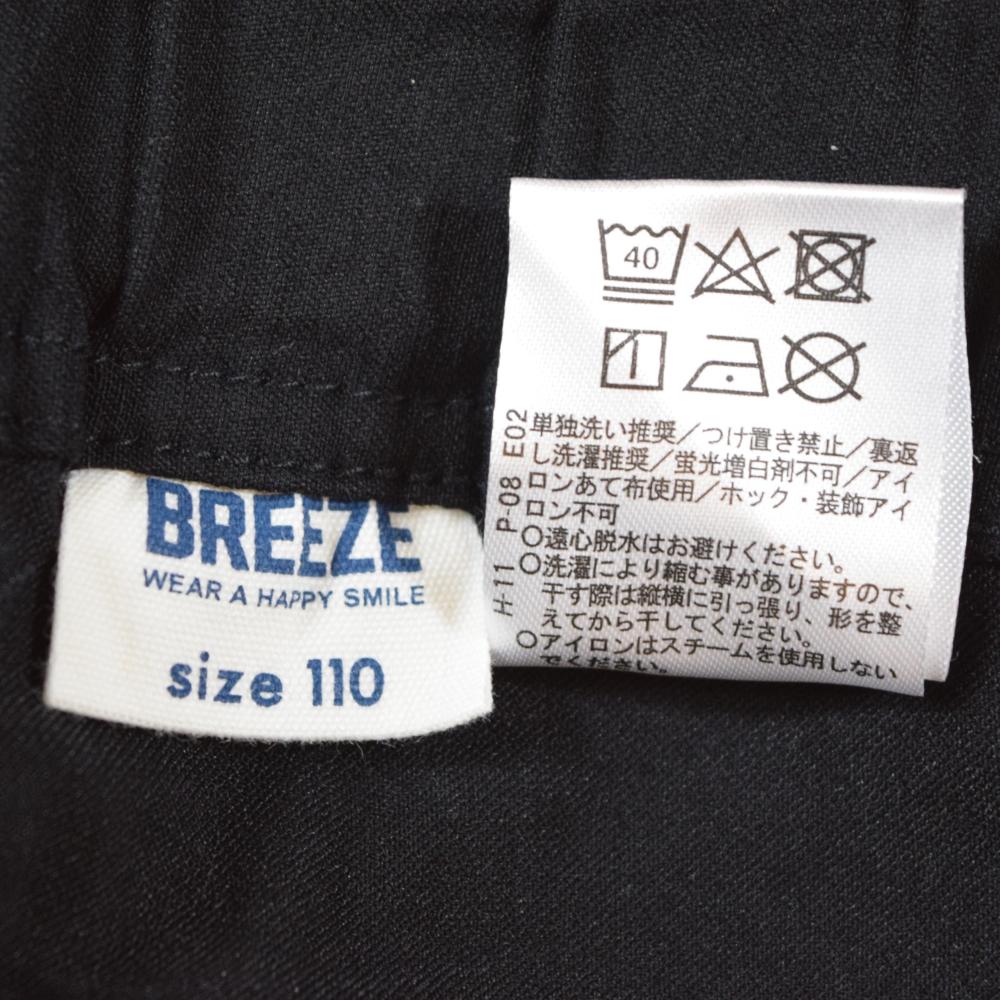 BREEZE
WEAR A HAPPY SMILE
size 110
40
単独洗い推奨／つけ置き禁止／裏返
し洗濯推奨／蛍光増白剤不可／アイ
ロンあて布使用／ホック・装飾アイ
ロン不可
○遠心脱水はお避けください。
○洗濯により縮む事がありますので、
干す際は縦横に引っ張り、形を整
えてから干してください。
○アイロンはスチームを使用しない
でください。
H-11 P-08 E02